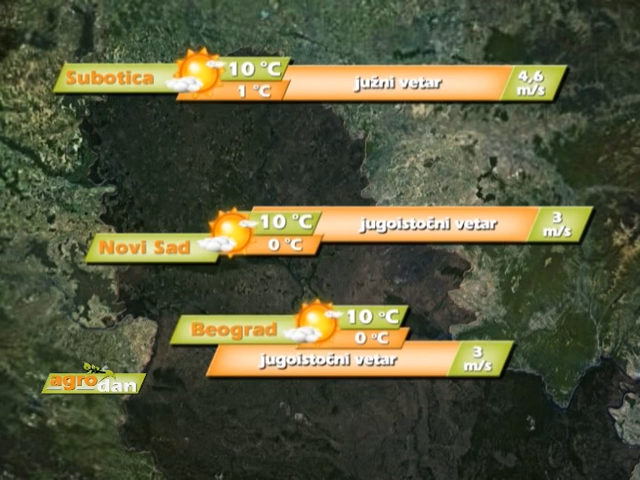 Subotica
10 °C
1 °C
južni vetar
4,6 m/s
Novi Sad
10 °C
0 °C
jugoistočni vetar
3 m/s
Beograd
10 °C
0 °C
jugoistočni vetar
3 m/s
agro dan